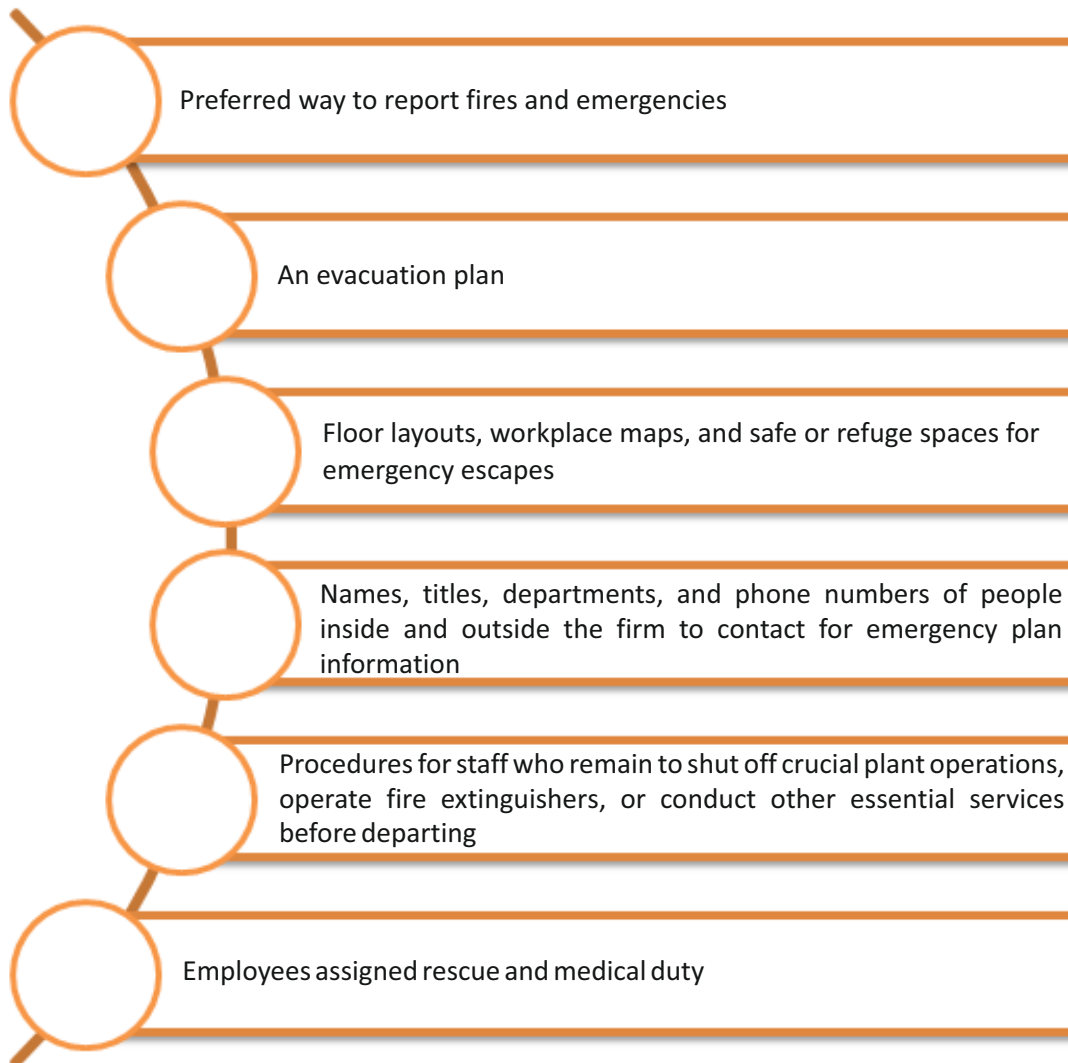 Preferred way to report fires and emergencies
An evacuation plan
Floor layouts, workplace maps, and safe or refuge spaces for
emergency escapes
Names, titles, departments, and phone numbers of people
inside and outside the firm to contact for emergency plan
information
Procedures for staff who remain to shut off crucial plant operations,
operate fire extinguishers, or conduct other essential services
before departing
Employees assigned rescue and medical duty